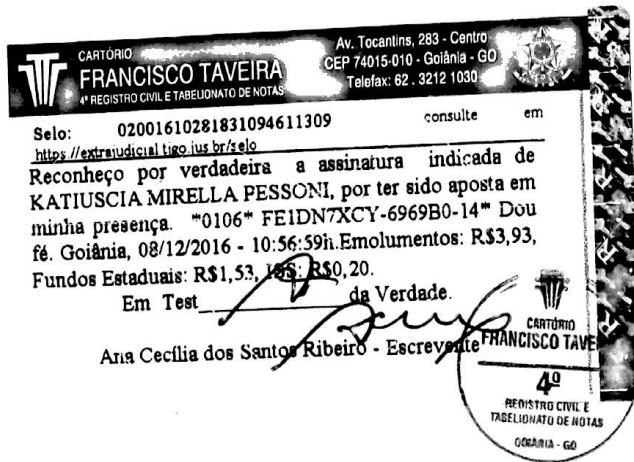 CARTÓRIO
FRANCISCO TAVEIRA
4º REGISTRO CIVIL E TABELIONATO DE NOTAS
Av. Tocantins, 283 - Centro
CEP 74015-010 - Goiânia - GO
Telefax: 62 . 3212 1030
Selo: 02001610281831094611309 consulte em
https://extrajudicial.tjgo.jus.br/selo
Reconheço por verdadeira a assinatura indicada de
KATIUSCIA MIRELLA PESSONI, por ter sido aposta em
minha presença. *0106* FE1DN7XCY-6969B0-14* Dou
fé. Goiânia, 08/12/2016 - 10:56:59h.Emolumentos: R$3,93,
Fundos Estaduais: R$1,53, ISS: R$0,20.
Em Test da Verdade.
Ana Cecília dos Santos Ribeiro - Escrevente
CARTÓRIO
FRANCISCO TAVE
4º
REGISTRO CIVIL E
TABELIONATO DE NOTAS
GOIÂNIA - GO